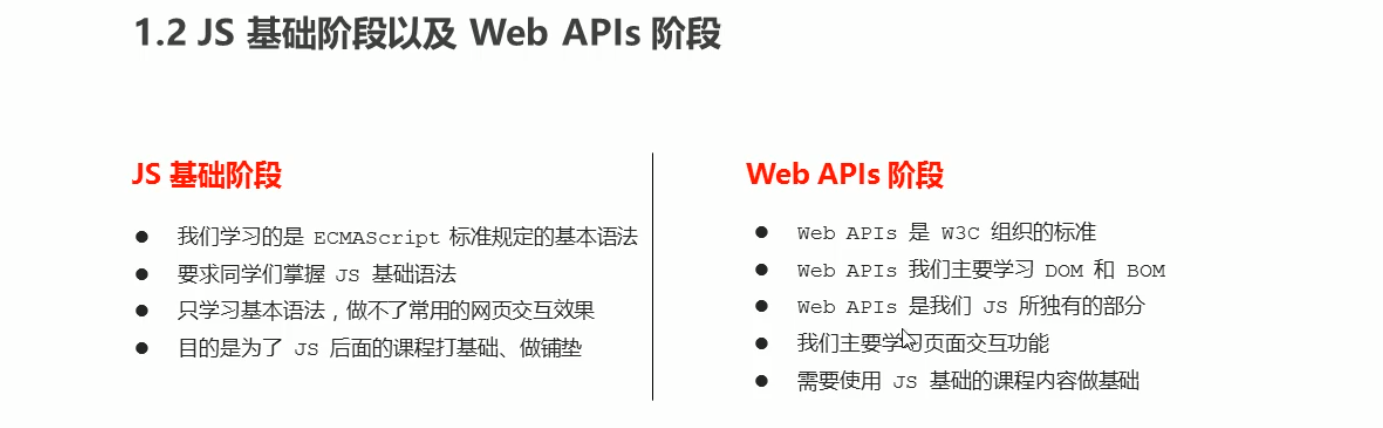 1.2 JS 基础阶段以及 Web APIs 阶段
JS 基础阶段
● 我们学习的是 ECMAScript 标准规定的基本语法
● 要求同学们掌握 JS 基础语法
● 只学习基本语法，做不了常用的网页交互效果
● 目的是为了 JS 后面的课程打基础、做铺垫
Web APIs 阶段
● Web APIs 是 W3C 组织的标准
● Web APIs 我们主要学习 DOM 和 BOM
● Web APIs 是我们 JS 所独有的部分
● 我们主要学习页面交互功能
● 需要使用 JS 基础的课程内容做基础